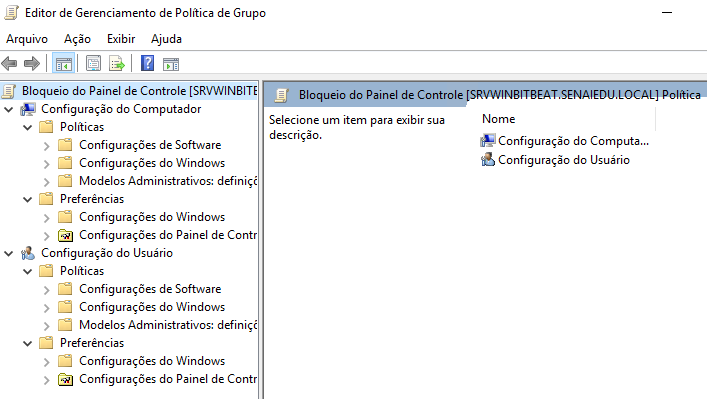 Editor de Gerenciamento de Política de Grupo
Arquivo Ação Exibir Ajuda
Bloqueio do Painel de Controle [SRVWINBITBE
Configuração do Computador
Políticas
Configurações de Software
Configurações do Windows
Modelos Administrativos: definiçõ
Preferências
Configurações do Windows
Configurações do Painel de Contr
Configuração do Usuário
Políticas
Configurações de Software
Configurações do Windows
Modelos Administrativos: definiçõ
Preferências
Configurações do Windows
Configurações do Painel de Contr
Bloqueio do Painel de Controle [SRVWINBITBEAT.SENAIEDU.LOCAL] Política
Selecione um item para exibir sua
descrição.
Nome
Configuração do Computa...
Configuração do Usuário